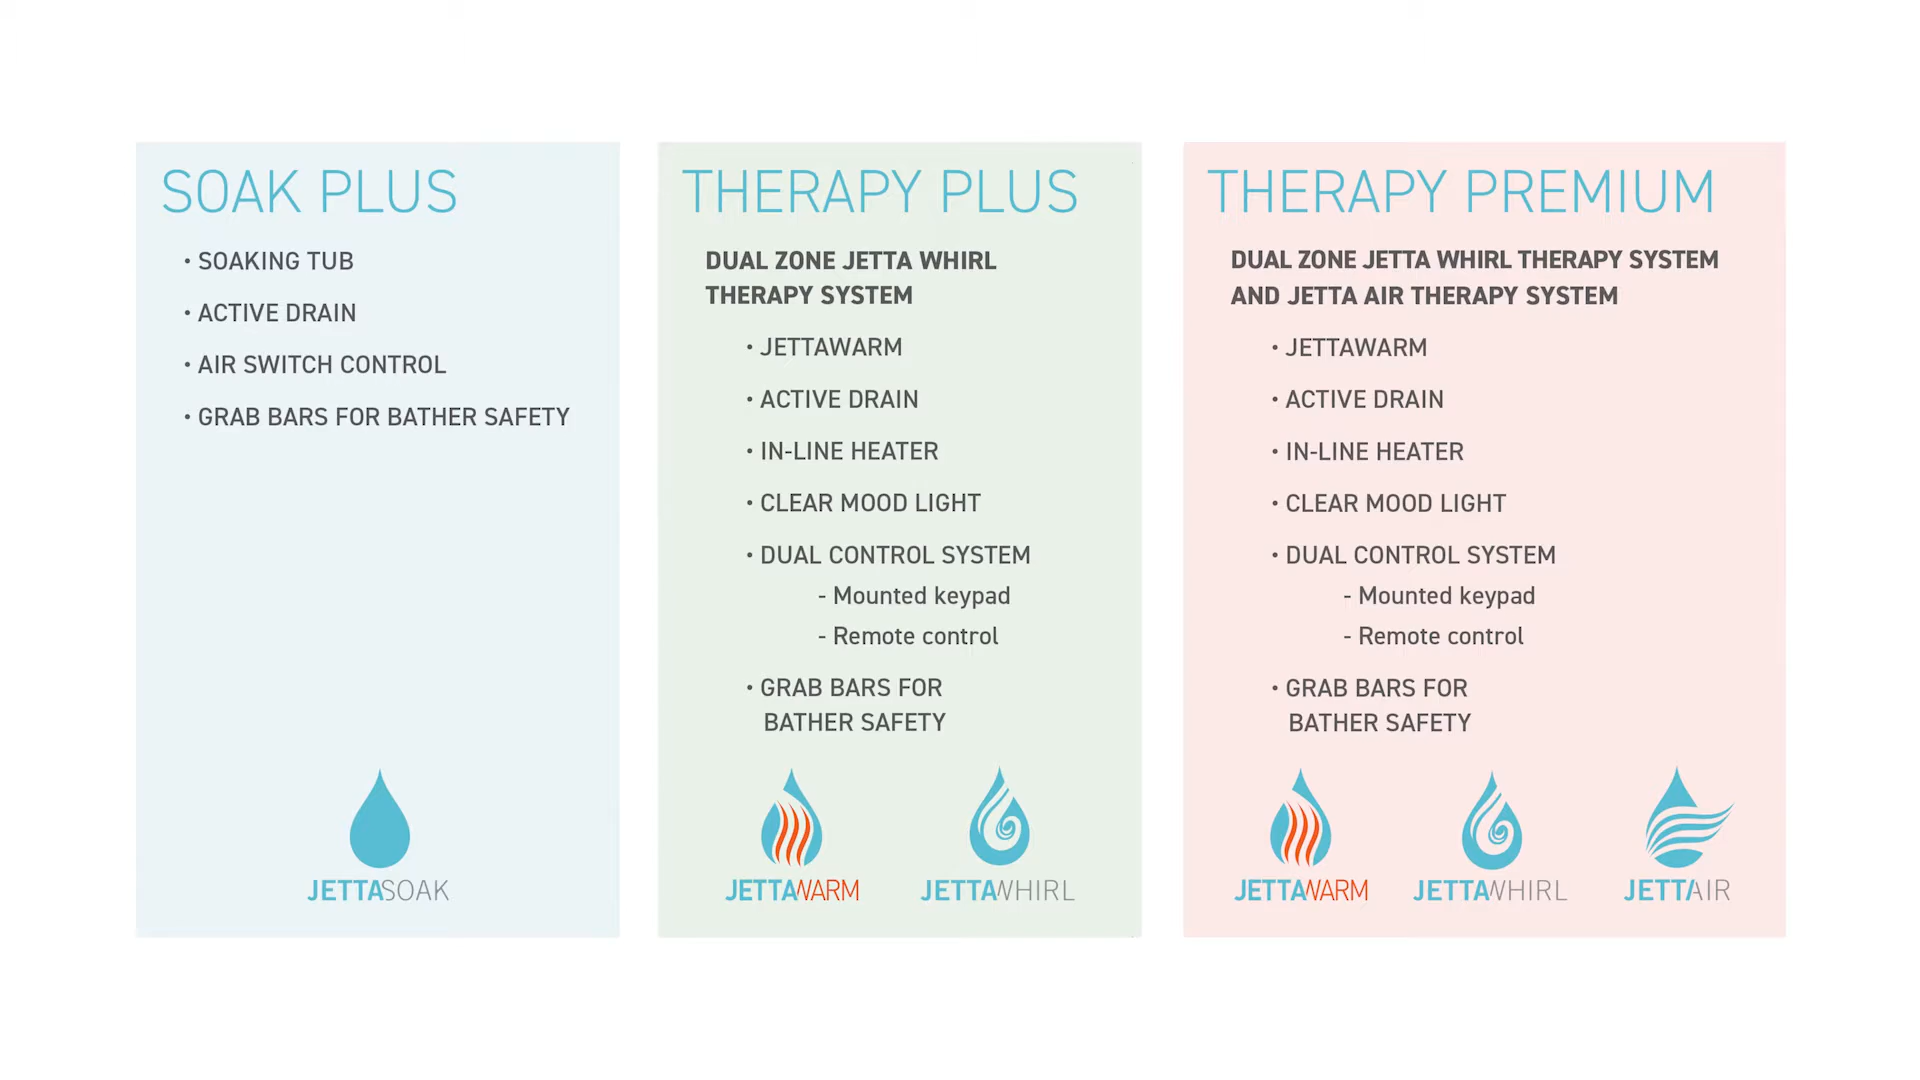 SOAK PLUS
• SOAKING TUB
• ACTIVE DRAIN
• AIR SWITCH CONTROL
• GRAB BARS FOR BATHER SAFETY
JETTASOAK
THERAPY PLUS
DUAL ZONE JETTA WHIRL
THERAPY SYSTEM
• JETTAWARM
• ACTIVE DRAIN
• IN-LINE HEATER
• CLEAR MOOD LIGHT
• DUAL CONTROL SYSTEM
- Mounted keypad
- Remote control
• GRAB BARS FOR
BATHER SAFETY
JETTAWARM JETTAWHIRL
THERAPY PREMIUM
DUAL ZONE JETTA WHIRL THERAPY SYSTEM
AND JETTA AIR THERAPY SYSTEM
• JETTAWARM
• ACTIVE DRAIN
• IN-LINE HEATER
• CLEAR MOOD LIGHT
• DUAL CONTROL SYSTEM
- Mounted keypad
- Remote control
• GRAB BARS FOR
BATHER SAFETY
JETTAWARM JETTAWHIRL JETTAIR